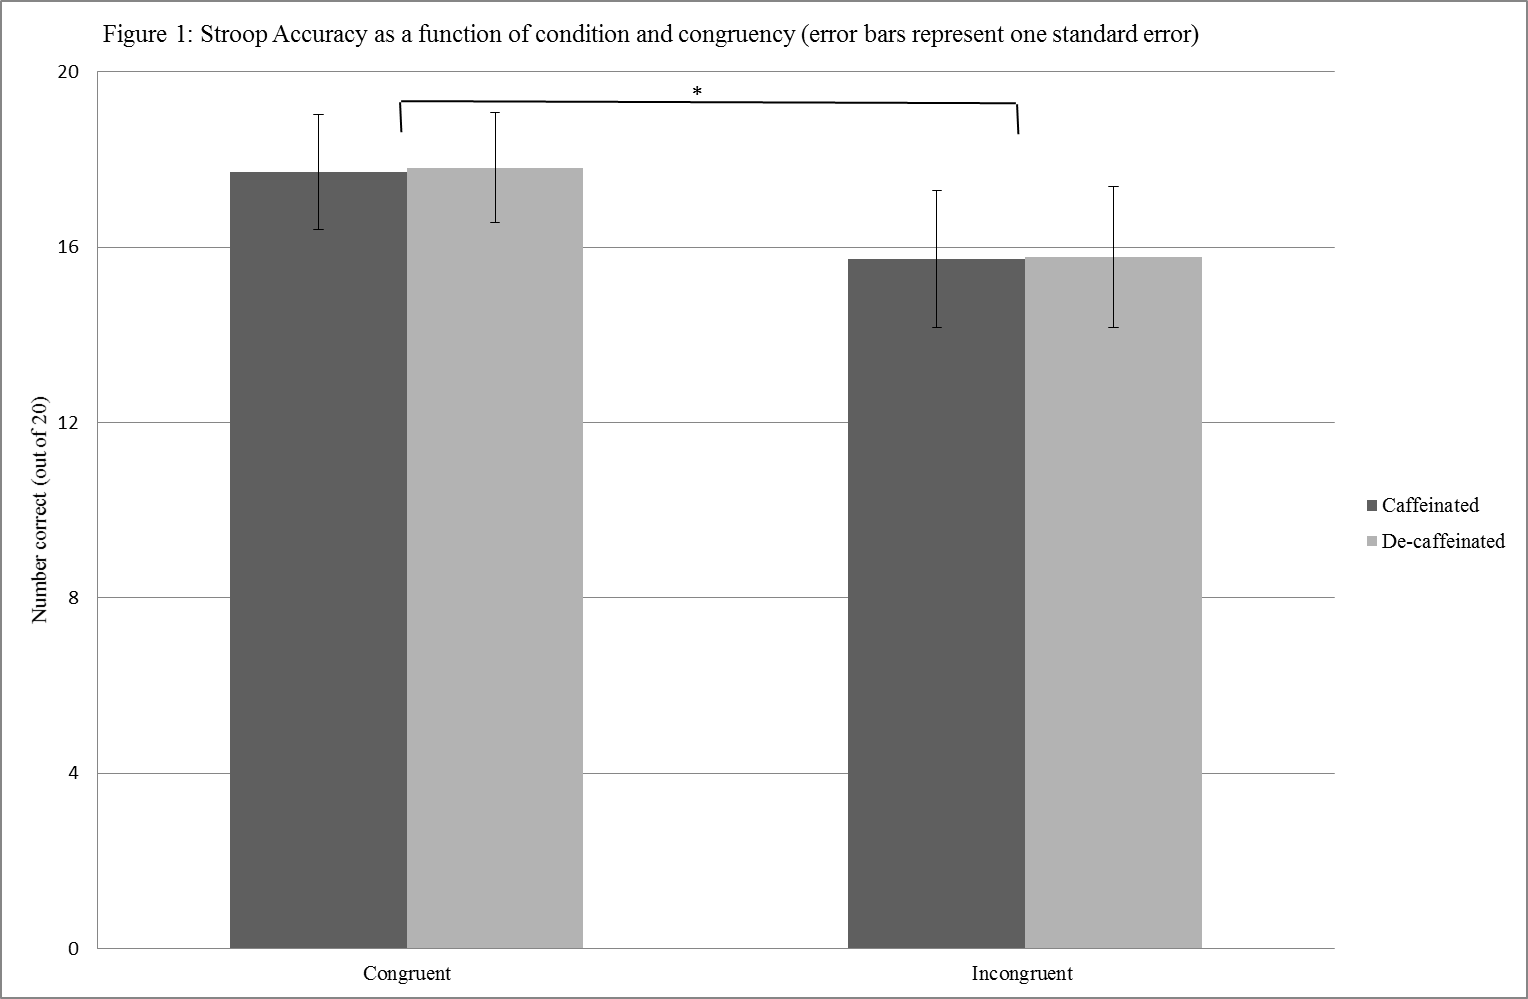 Figure 1: Stroop Accuracy as a function of condition and congruency (error bars represent one standard error)
20
*
16
12
8
4
0
Number correct (out of 20)
Congruent
Incongruent
Caffeinated
De-caffeinated